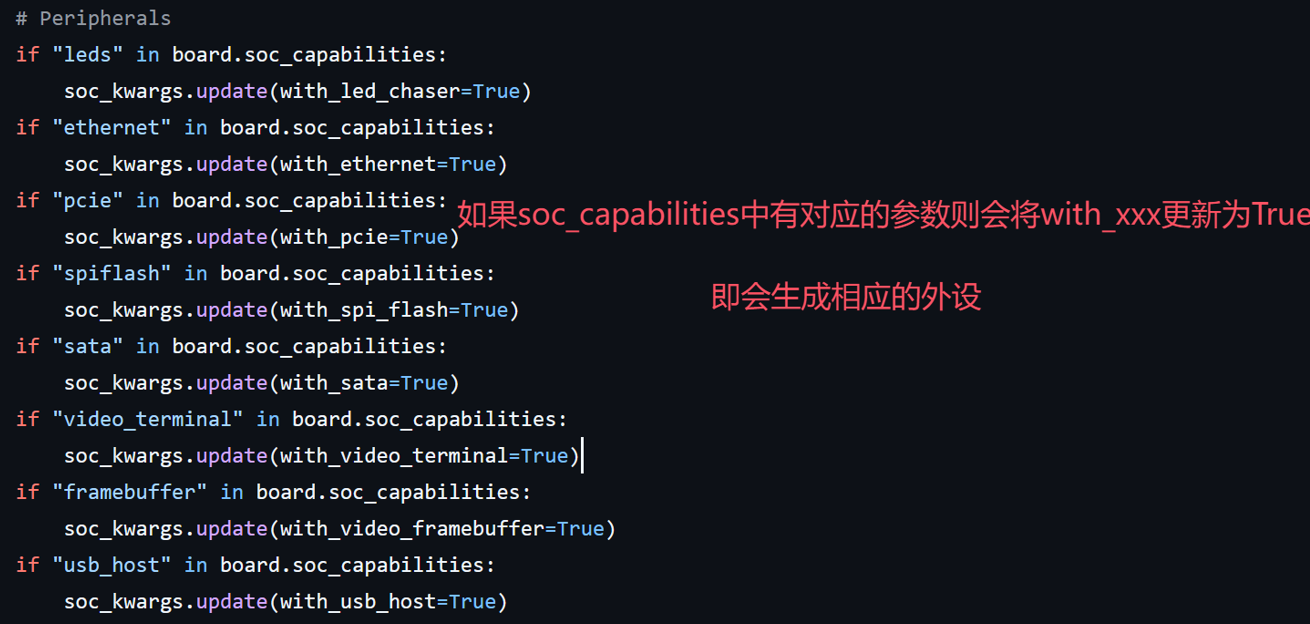 # Peripherals
if "leds" in board.soc_capabilities:
    soc_kwargs.update(with_led_chaser=True)
if "ethernet" in board.soc_capabilities:
    soc_kwargs.update(with_ethernet=True)
if "pcie" in board.soc_capabilities:
如果soc_capabilities中有对应的参数则会将with_xxx更新为True
    soc_kwargs.update(with_pcie=True)
if "spiflash" in board.soc_capabilities:
即会生成相应的外设
    soc_kwargs.update(with_spi_flash=True)
if "sata" in board.soc_capabilities:
    soc_kwargs.update(with_sata=True)
if "video_terminal" in board.soc_capabilities:
    soc_kwargs.update(with_video_terminal=True)
if "framebuffer" in board.soc_capabilities:
    soc_kwargs.update(with_video_framebuffer=True)
if "usb_host" in board.soc_capabilities:
    soc_kwargs.update(with_usb_host=True)